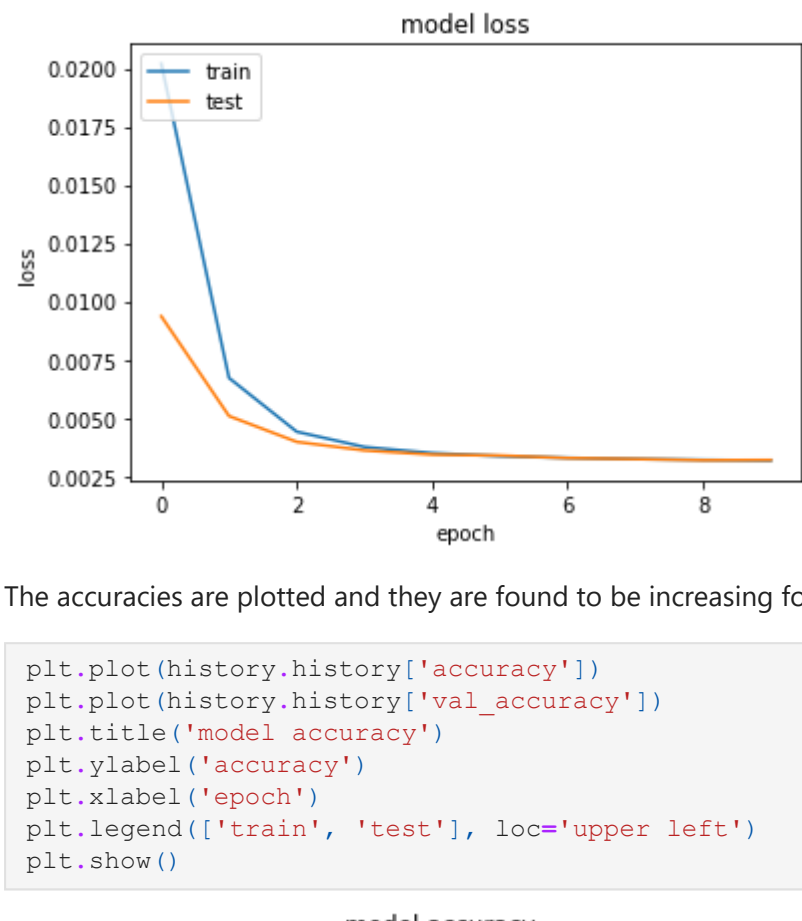 model loss
0.0200
0.0175
0.0150
0.0125
0.0100
0.0075
0.0050
0.0025
loss
train
test
0 2 4 6 8
epoch
The accuracies are plotted and they are found to be increasing
plt.plot(history.history['accuracy'])
plt.plot(history.history['val_accuracy'])
plt.title('model accuracy')
plt.ylabel('accuracy')
plt.xlabel('epoch')
plt.legend(['train', 'test'], loc='upper left')
plt.show()
model accuracy